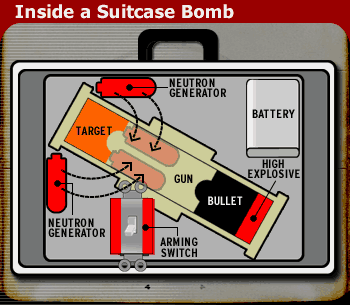 Inside a Suitcase Bomb
NEUTRON
GENERATOR
BATTERY
TARGET
HIGH
EXPLOSIVE
GUN
BULLET
NEUTRON
GENERATOR
ARMING
SWITCH